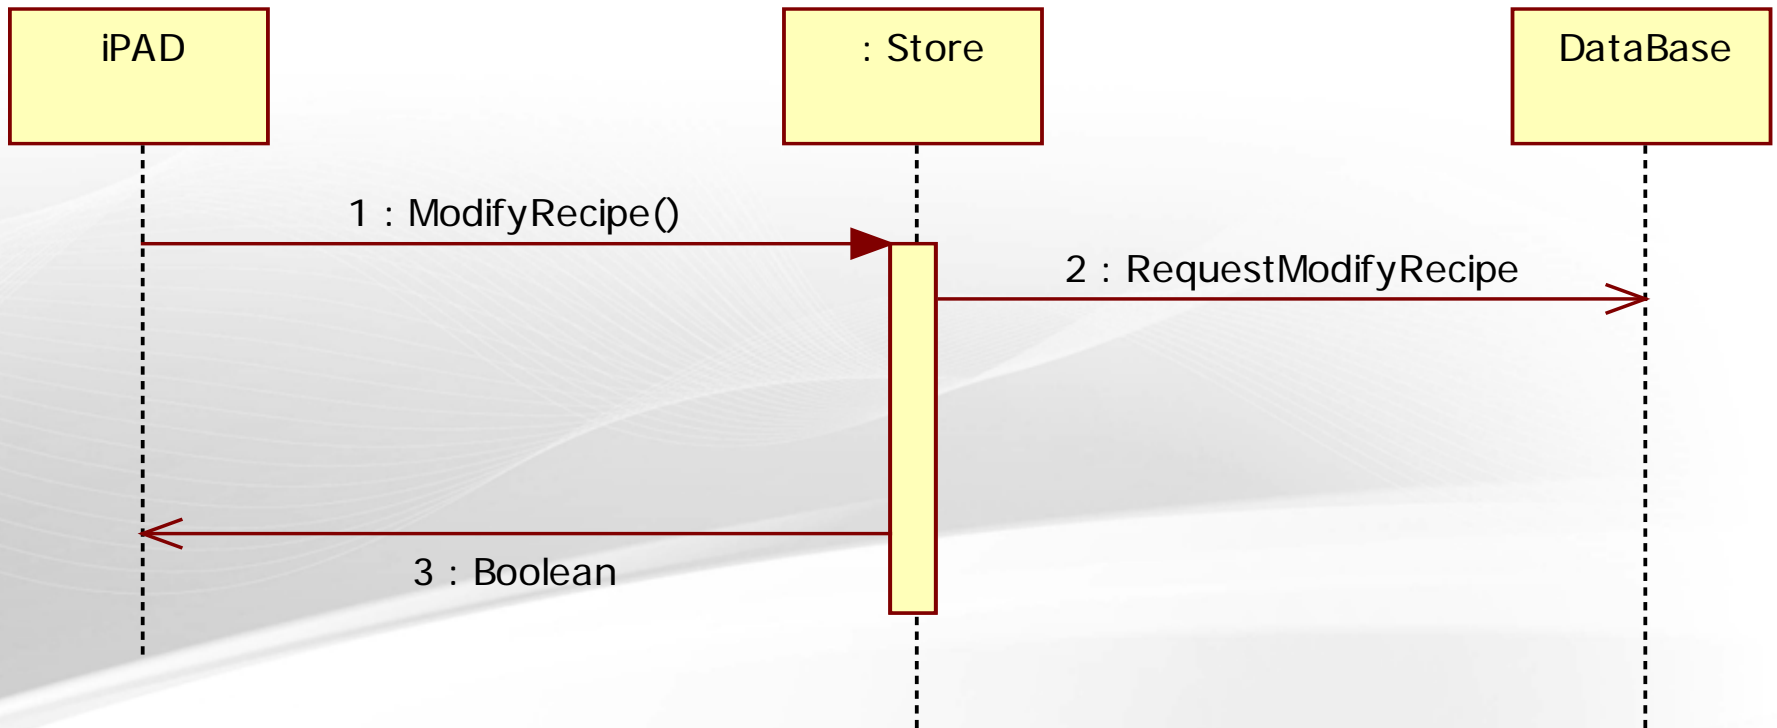 iPAD
: Store
DataBase
1 : ModifyRecipe()
2 : RequestModifyRecipe
3 : Boolean